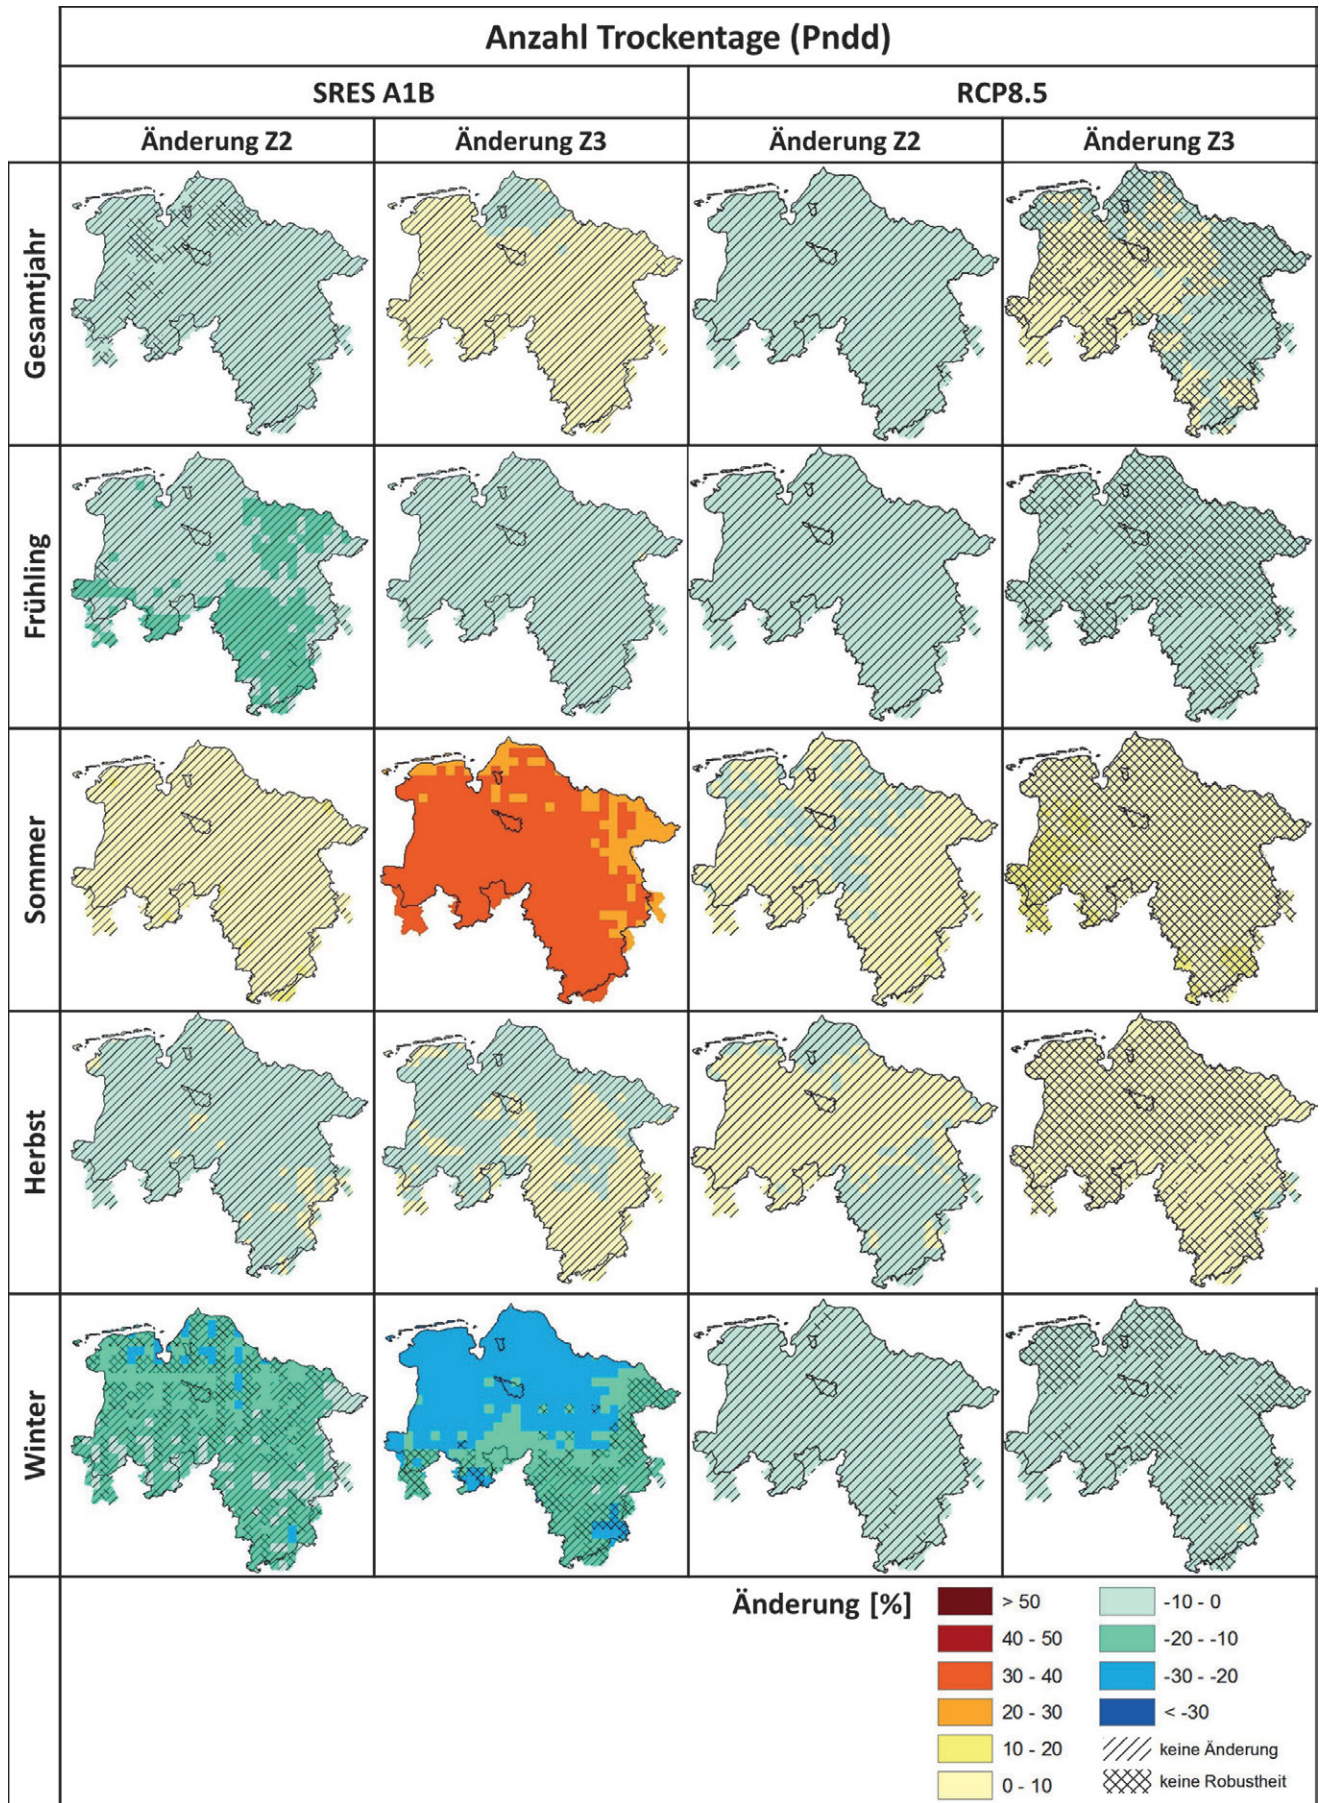 Anzahl Trockentage (Pndd)
SRES A1B
RCP8.5
Änderung Z2
Änderung Z3
Änderung Z2
Änderung Z3
Gesamtjahr
Frühling
Sommer
Herbst
Winter
Änderung [%]
> 50
40 - 50
30 - 40
20 - 30
10 - 20
0 - 10
-10 - 0
-20 - -10
-30 - -20
< -30
keine Änderung
keine Robustheit